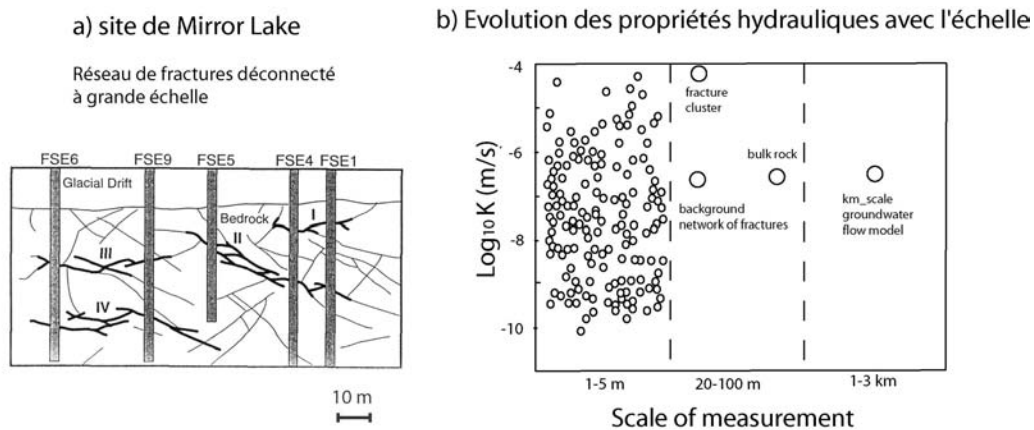 a) site de Mirror Lake
Réseau de fractures déconnecté
à grande échelle
FSE6
FSE9
FSE5
FSE4
FSE1
Glacial Drift
Bedrock
I
II
III
IV
10 m
b) Evolution des propriétés hydrauliques avec l'échelle
Log10 K (m/s)
-4
-6
-8
-10
fracture
cluster
bulk rock
background
network of fractures
km_scale
groundwater
flow model
1-5 m
20-100 m
1-3 km
Scale of measurement